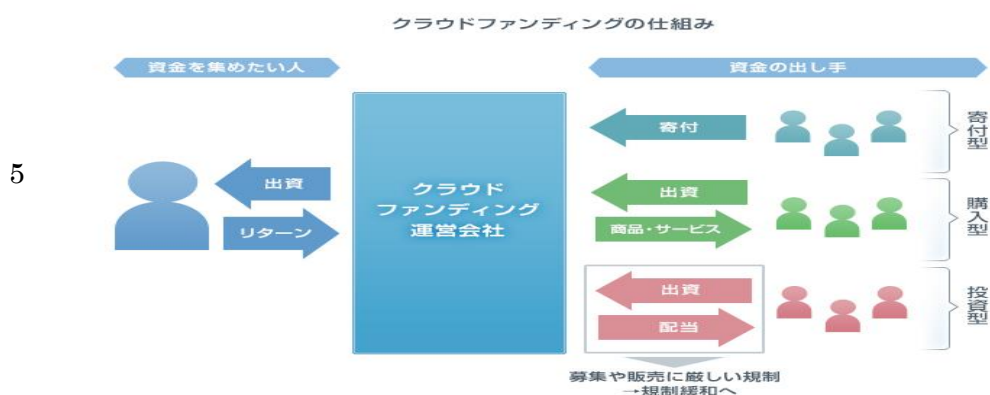 クラウドファンディングの仕組み
資金を集めたい人
資金の出し手
寄付
寄付型
5
出資
リターン
クラウド
ファンディング
運営会社
出資
商品・サービス
購入型
出資
配当
投資型
募集や販売に厳しい規制
→規制緩和へ